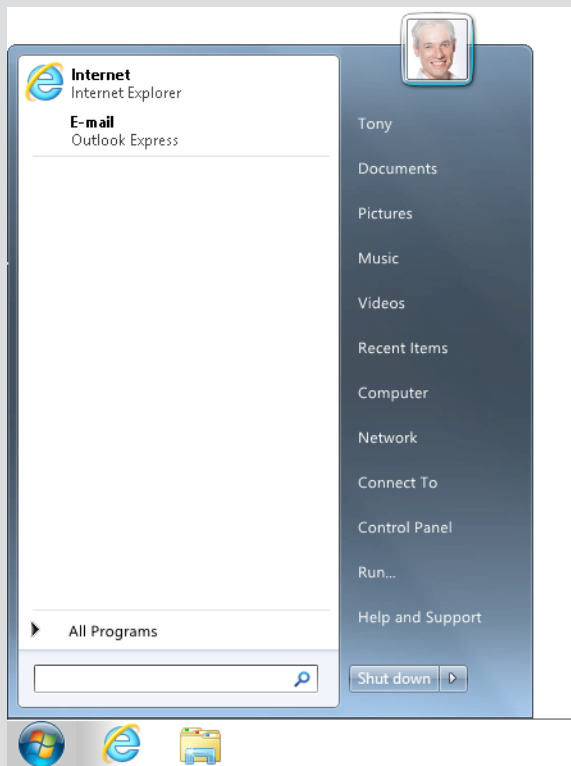 Internet
Internet Explorer
E-mail
Outlook Express
All Programs
Tony
Documents
Pictures
Music
Videos
Recent Items
Computer
Network
Connect To
Control Panel
Run...
Help and Support
Shut down